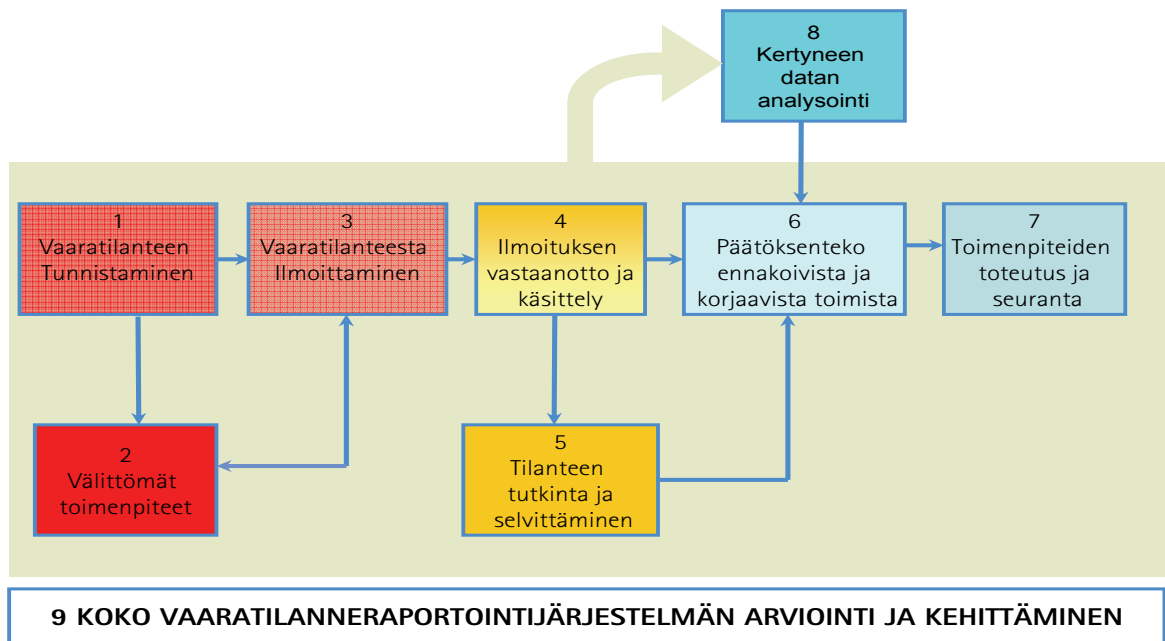 8
Kertyneen
datan
analysointi
1
Vaaratilanteen
Tunnistaminen
3
Vaaratilanteesta
Ilmoittaminen
4
Ilmoituksen
vastaanotto ja
käsittely
6
Päätöksenteko
ennakoivista ja
korjaavista toimista
7
Toimenpiteiden
toteutus ja
seuranta
2
Välittömät
toimenpiteet
5
Tilanteen
tutkinta ja
selvittäminen
9 KOKO VAARATILANNERAPORTOINTIJÄRJESTELMÄN ARVIOINTI JA KEHITTÄMINEN